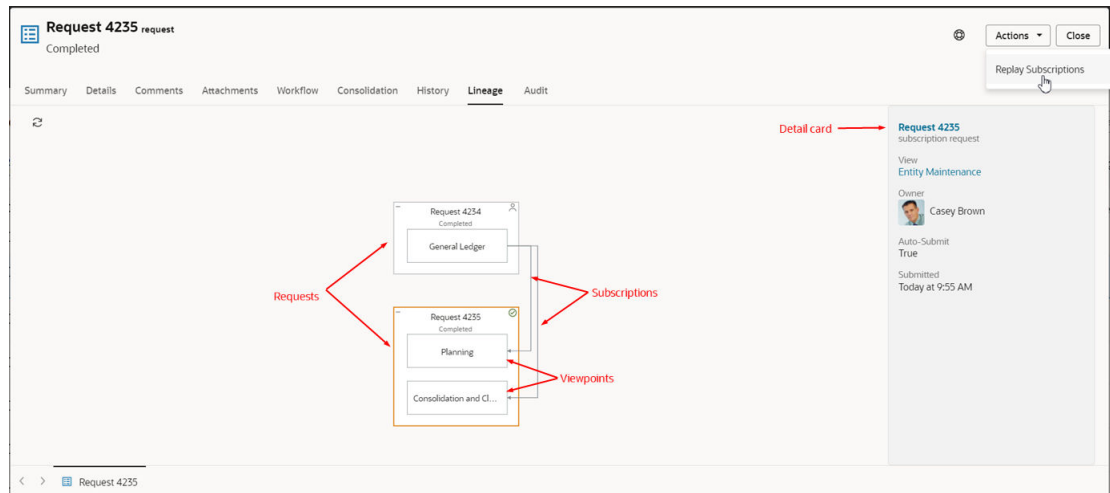 Request 4235 request
Completed
Actions
Close
Replay Subscriptions
Summary Details Comments Attachments Workflow Consolidation History Lineage Audit
Detail card
Request 4235
subscription request
View
Entity Maintenance
Owner
Casey Brown
Auto-Submit
True
Submitted
Today at 9:55 AM
Request 4234
Completed
General Ledger
Requests
Subscriptions
Request 4235
Completed
Planning
Viewpoints
Consolidation and Cl...
Request 4235